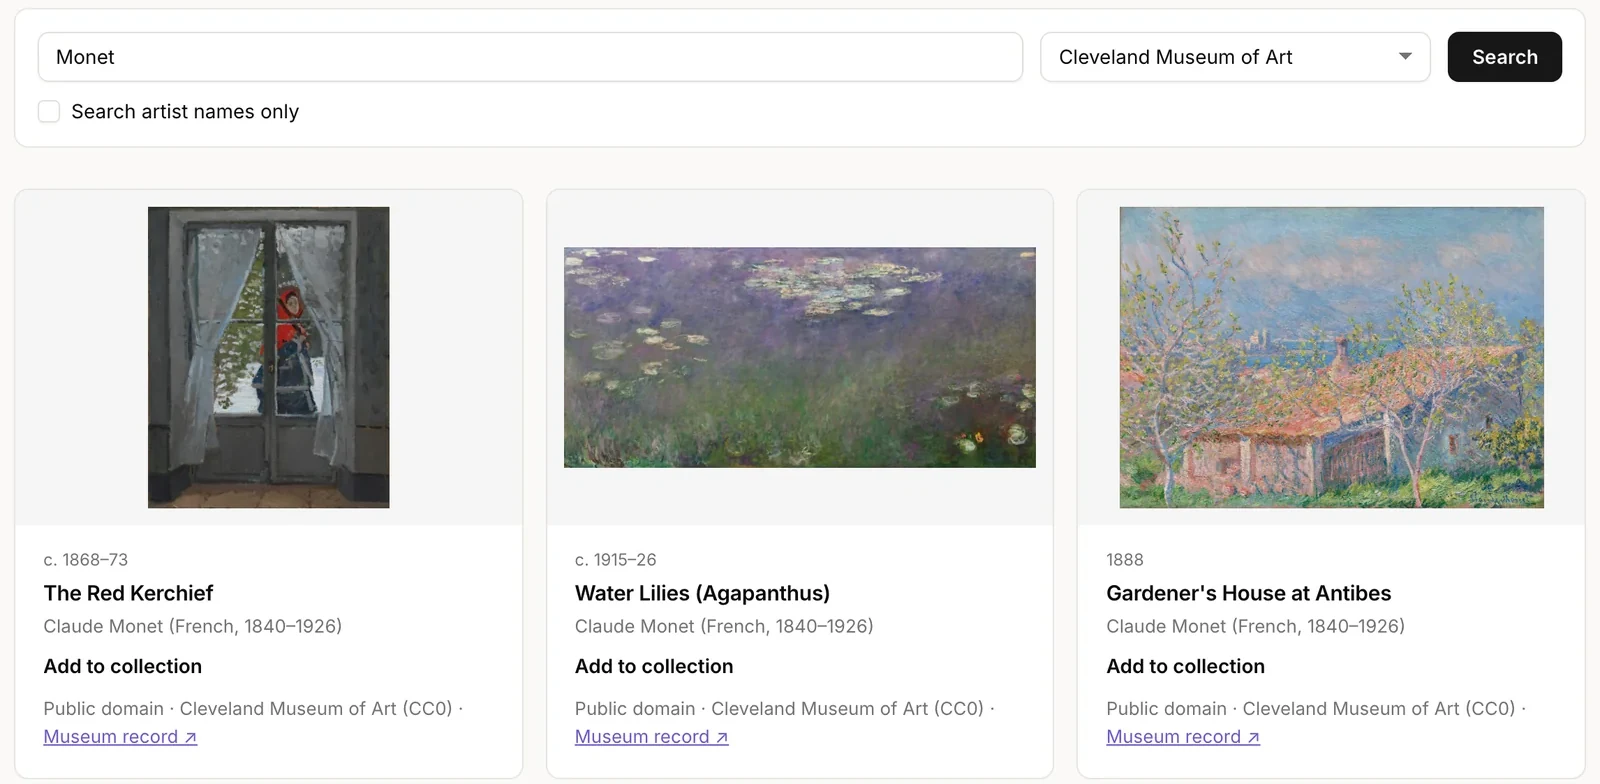 Monet
Cleveland Museum of Art
Search
Search artist names only
c. 1868–73
The Red Kerchief
Claude Monet (French, 1840–1926)
Add to collection
Public domain · Cleveland Museum of Art (CC0) ·
Museum record ↗
c. 1915–26
Water Lilies (Agapanthus)
Claude Monet (French, 1840–1926)
Add to collection
Public domain · Cleveland Museum of Art (CC0) ·
Museum record ↗
1888
Gardener's House at Antibes
Claude Monet (French, 1840–1926)
Add to collection
Public domain · Cleveland Museum of Art (CC0) ·
Museum record ↗